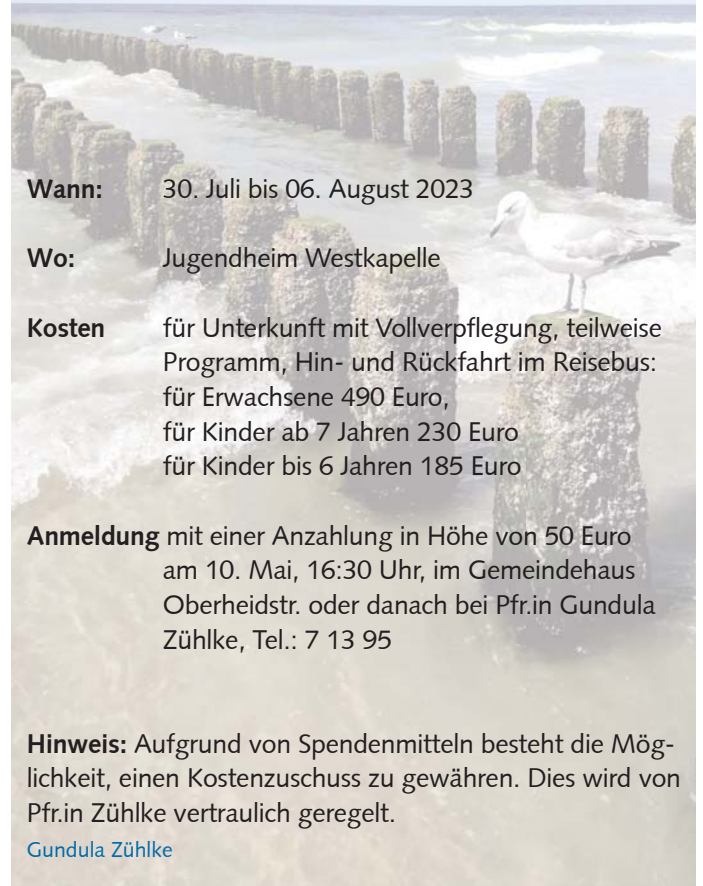 Wann: 30. Juli bis 06. August 2023
Wo: Jugendheim Westkapelle
Kosten für Unterkunft mit Vollverpflegung, teilweise
Programm, Hin- und Rückfahrt im Reisebus:
für Erwachsene 490 Euro,
für Kinder ab 7 Jahren 230 Euro
für Kinder bis 6 Jahren 185 Euro
Anmeldung mit einer Anzahlung in Höhe von 50 Euro
am 10. Mai, 16:30 Uhr, im Gemeindehaus
Oberheidstr. oder danach bei Pfr.in Gundula
Zühlke, Tel.: 7 13 95
Hinweis: Aufgrund von Spendenmitteln besteht die Mög-
lichkeit, einen Kostenzuschuss zu gewähren. Dies wird von
Pfr.in Zühlke vertraulich geregelt.
Gundula Zühlke